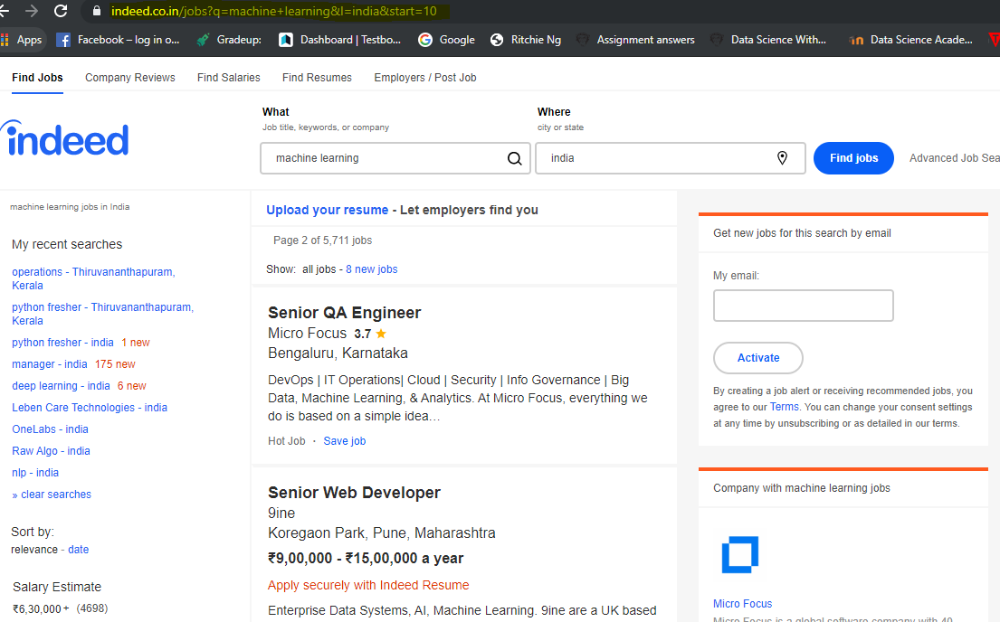 indeed.co.in/jobs?q=machine+learning&l=india&start=10
Apps Facebook – log in o... Gradeup: Dashboard | Testbo... Google Ritchie Ng Assignment answers Data Science With... Data Science Acade...
Find Jobs Company Reviews Find Salaries Find Resumes Employers / Post Job
What
Job title, keywords, or company
Where
city or state
indeed
machine learning
india
Find jobs
Advanced Job Sea
machine learning jobs in India
My recent searches
operations - Thiruvananthapuram,
Kerala
python fresher - Thiruvananthapuram,
Kerala
python fresher - india 1 new
manager - india 175 new
deep learning - india 6 new
Leben Care Technologies - india
OneLabs - india
Raw Algo - india
nlp - india
» clear searches
Sort by:
relevance - date
Salary Estimate
₹6,30,000+ (4698)
Upload your resume - Let employers find you
Page 2 of 5,711 jobs
Show: all jobs - 8 new jobs
Senior QA Engineer
Micro Focus 3.7
Bengaluru, Karnataka
DevOps | IT Operations| Cloud | Security | Info Governance | Big
Data, Machine Learning, & Analytics. At Micro Focus, everything we
do is based on a simple idea…
Hot Job · Save job
Senior Web Developer
9ine
Koregaon Park, Pune, Maharashtra
₹9,00,000 - ₹15,00,000 a year
Apply securely with Indeed Resume
Enterprise Data Systems, AI, Machine Learning. 9ine are a UK based
Get new jobs for this search by email
My email:
Activate
By creating a job alert or receiving recommended jobs, you
agree to our Terms. You can change your consent settings
at any time by unsubscribing or as detailed in our terms.
Company with machine learning jobs
Micro Focus
Micro Focus is a global software company with 40